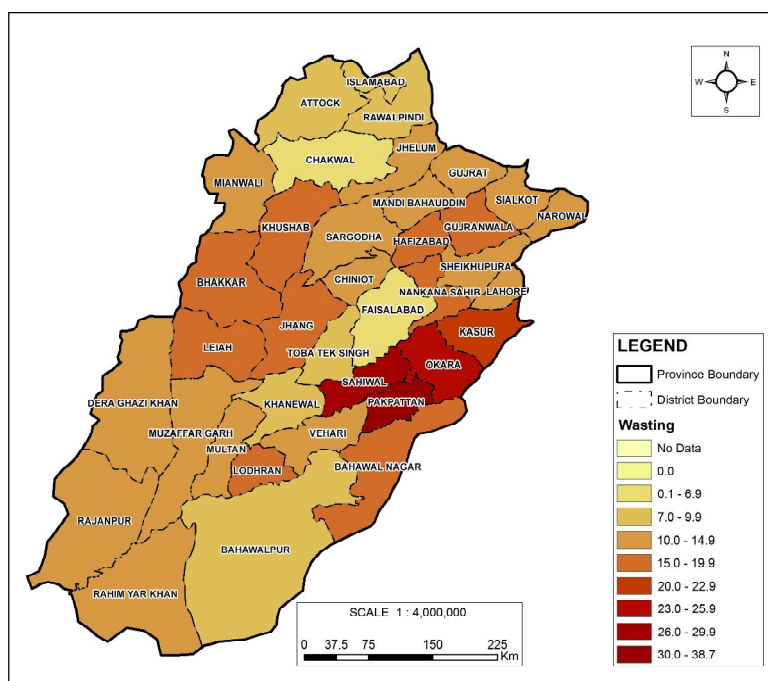 N
W E
S
ISLAMABAD
ATTOCK
RAWALPINDI
CHAKWAL
JHELUM
MIANWALI
GUJRAT
MANDI BAHAUDDIN
SIALKOT
NAROWAL
KHUSHAB
SARGODHA
HAFIZABAD
GUJRANWALA
BHAKKAR
CHINIOT
SHEIKHUPURA
NANKANA SAHIB
LAHORE
FAISALABAD
JHANG
KASUR
LEIAH
TOBA TEK SINGH
OKARA
SAHIWAL
DERA GHAZI KHAN
KHANEWAL
PAKPATTAN
MUZAFFAR GARH
VEHARI
MULTAN
LODHRAN
BAHAWAL NAGAR
RAJANPUR
BAHAWALPUR
RAHIM YAR KHAN
LEGEND
Province Boundary
District Boundary
Wasting
No Data
0.0
0.1 - 6.9
7.0 - 9.9
10.0 - 14.9
15.0 - 19.9
20.0 - 22.9
23.0 - 25.9
26.0 - 29.9
30.0 - 38.7
SCALE 1 : 4,000,000
0 37.5 75 150 225
Km